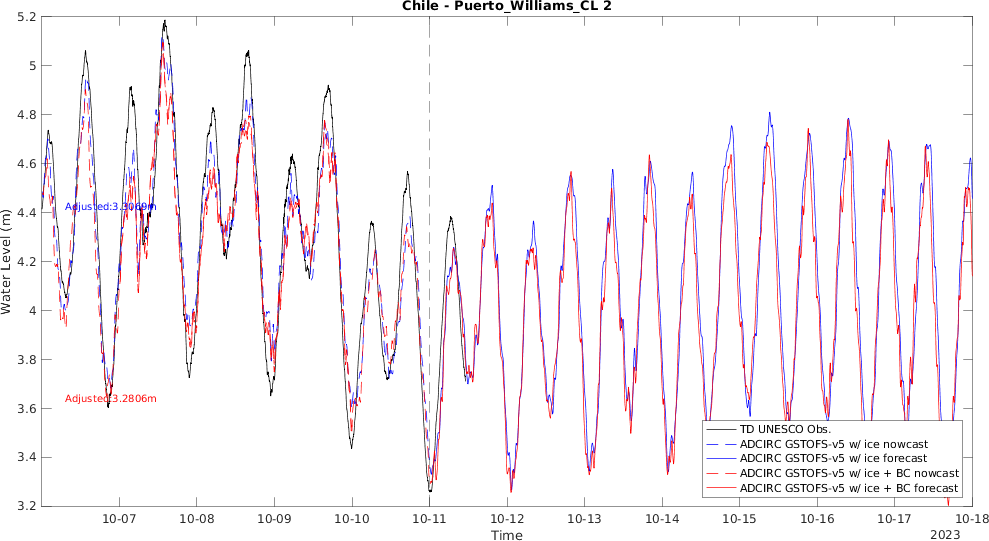 Chile - Puerto_Williams_CL 2
5.2
5
4.8
4.6
4.4
4.2
4
3.8
3.6
3.4
3.2
Water Level (m)
Adjusted:3.3069m
Adjusted:3.2806m
TD UNESCO Obs.
ADCIRC GSTOFS-v5 w/ ice nowcast
ADCIRC GSTOFS-v5 w/ ice forecast
ADCIRC GSTOFS-v5 w/ ice + BC nowcast
ADCIRC GSTOFS-v5 w/ ice + BC forecast
10-07 10-08 10-09 10-10 10-11 10-12 10-13 10-14 10-15 10-16 10-17 10-18
Time
2023